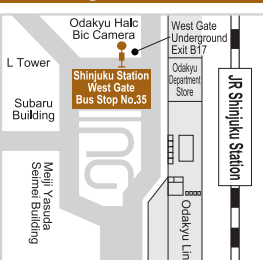 Odakyu Halc
Bic Camera
West Gate
Underground
Exit B17
L Tower
Shinjuku Station
West Gate
Bus Stop No.35
Odakyu
Department
Store
JR Shinjuku Station
Subaru
Building
Meiji Yasuda
Seimei Building
Odakyu Lin